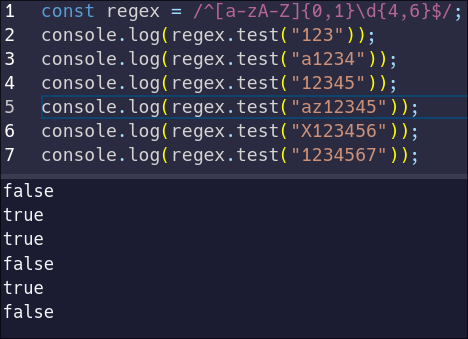 1 const regex = /^[a-zA-Z]{0,1}\d{4,6}$/;
2 console.log(regex.test("123"));
3 console.log(regex.test("a1234"));
4 console.log(regex.test("12345"));
5 console.log(regex.test("az12345"));
6 console.log(regex.test("X123456"));
7 console.log(regex.test("1234567"));
false
true
true
false
true
false